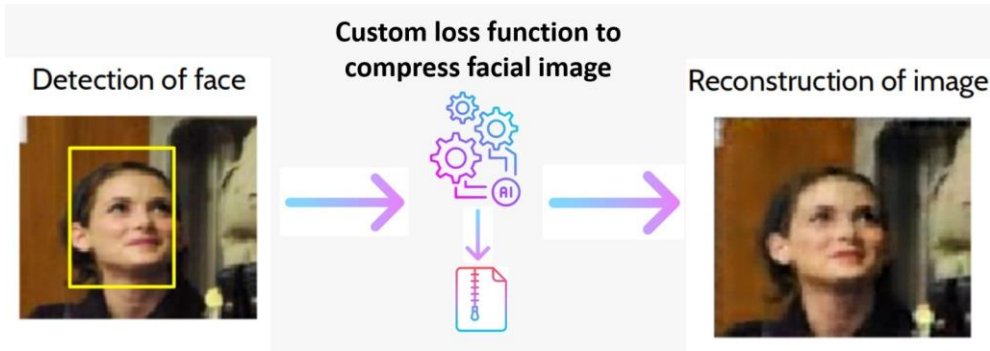 Custom loss function to
compress facial image
Detection of face
Reconstruction of image
AI